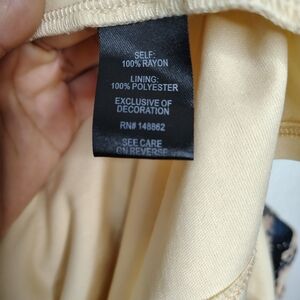 SELF:
100% RAYON
LINING:
100% POLYESTER
EXCLUSIVE OF
DECORATION
RN# 148862
SEE CARE
ON REVERSE